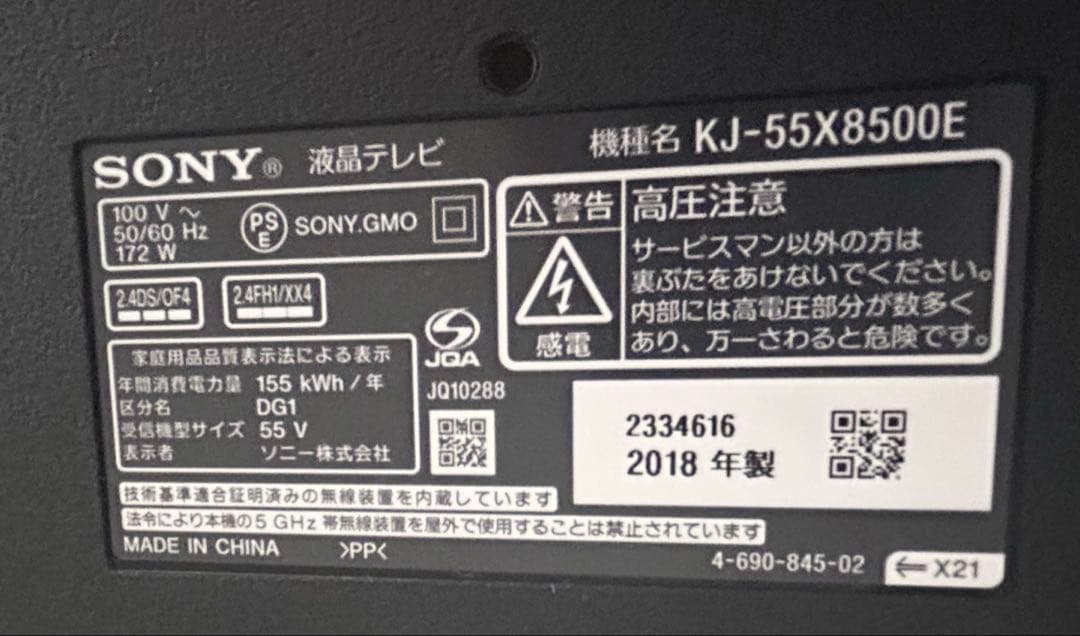 SONY® 液晶テレビ
機種名 KJ-55X8500E
100 V ～
50/60 Hz
172 W
PS
E
SONY.GMO
2.4DS/OF4
2.4FH1/XX4
警告
感電
高圧注意
サービスマン以外の方は
裏ぶたをあけないでください。
内部には高電圧部分が数多く
あり、万一さわると危険です。
家庭用品品質表示法による表示
年間消費電力量 155 kWh / 年
区分名 DG1
受信機型サイズ 55 V
表示者 ソニー株式会社
JQA
JQ10288
2334616
2018 年製
技術基準適合証明済みの無線装置を内蔵しています
法令により本機の5 GHz 帯無線装置を屋外で使用することは禁止されています
MADE IN CHINA >PP<
4-690-845-02
X21